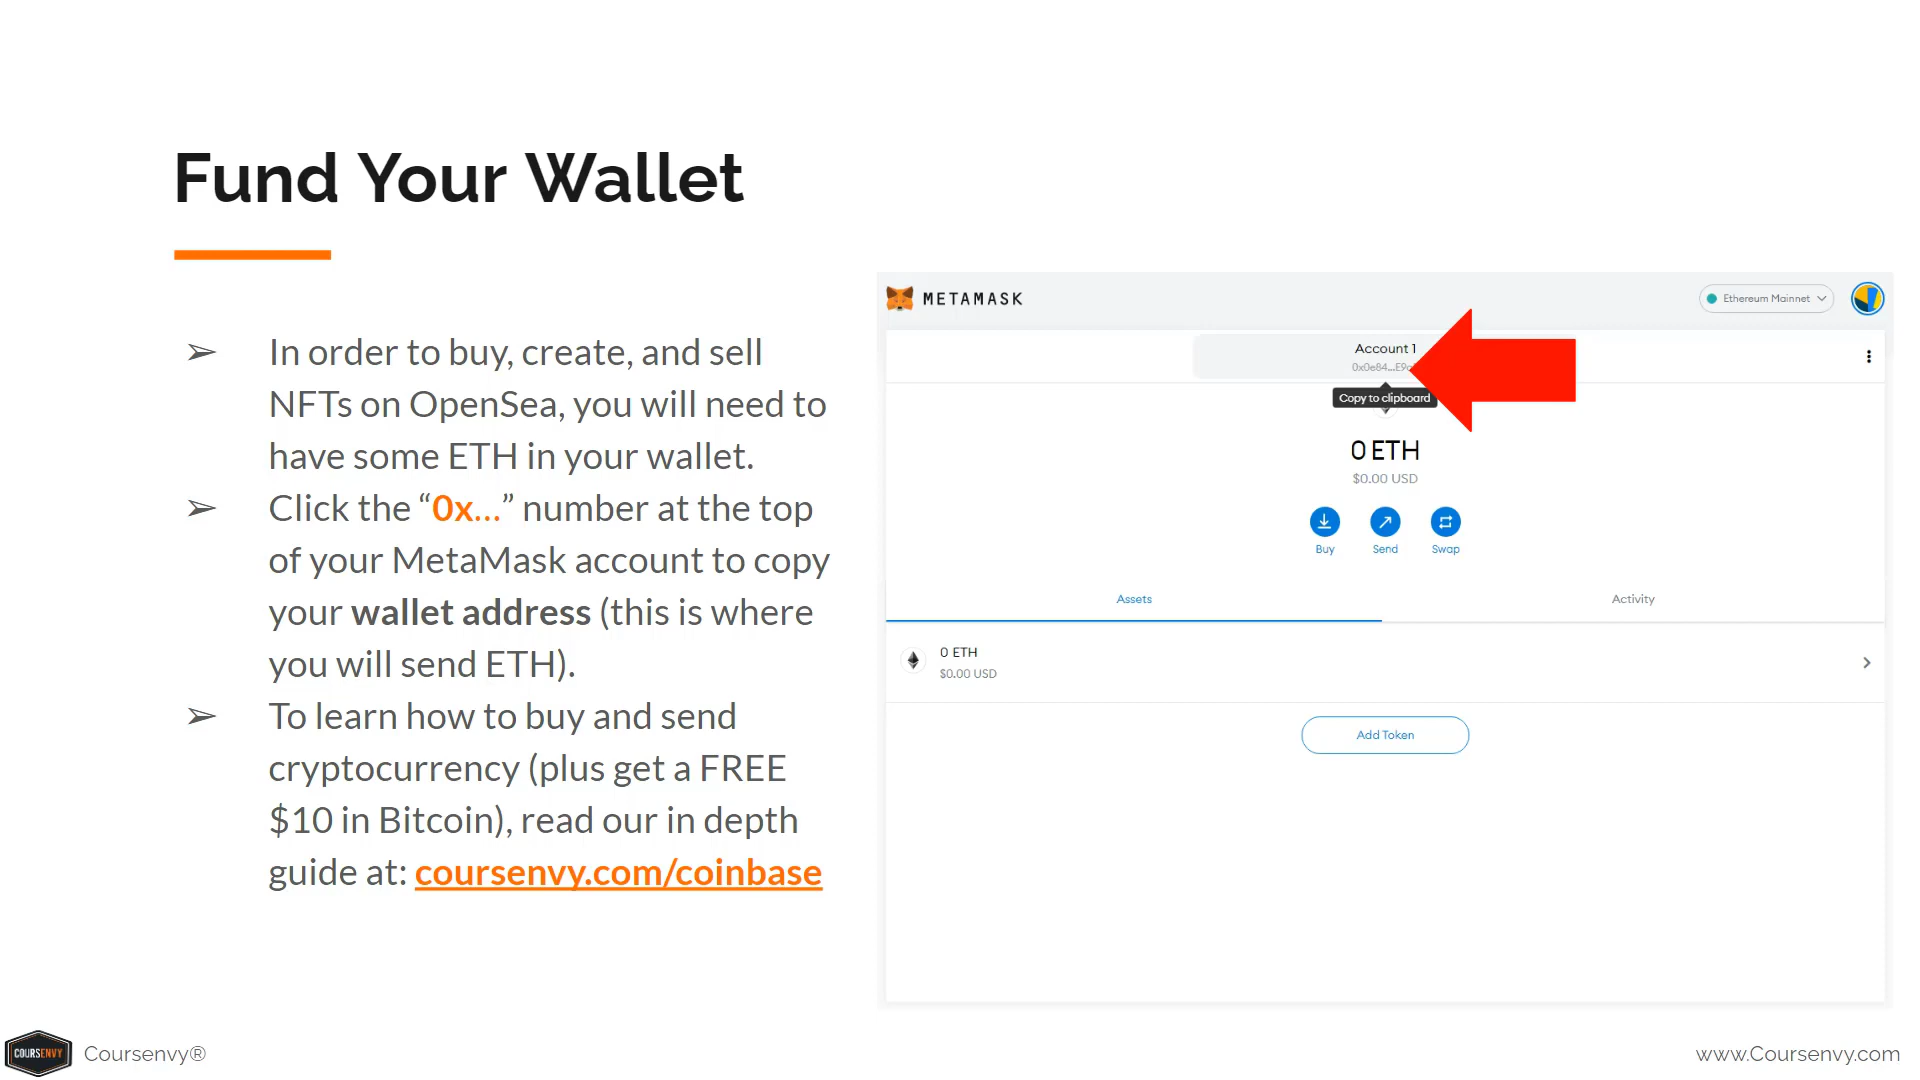 Fund Your Wallet
➢ In order to buy, create, and sell
NFTs on OpenSea, you will need to
have some ETH in your wallet.
➢ Click the “0x…” number at the top
of your MetaMask account to copy
your wallet address (this is where
you will send ETH).
➢ To learn how to buy and send
cryptocurrency (plus get a FREE
$10 in Bitcoin), read our in depth
guide at: coursenvy.com/coinbase
METAMASK
Ethereum Mainnet
Account 1
Copy to clipboard
0 ETH
$0.00 USD
Buy Send Swap
Assets Activity
0 ETH
$0.00 USD
Add Token
COURSENVY
Coursenvy®
www.Coursenvy.com